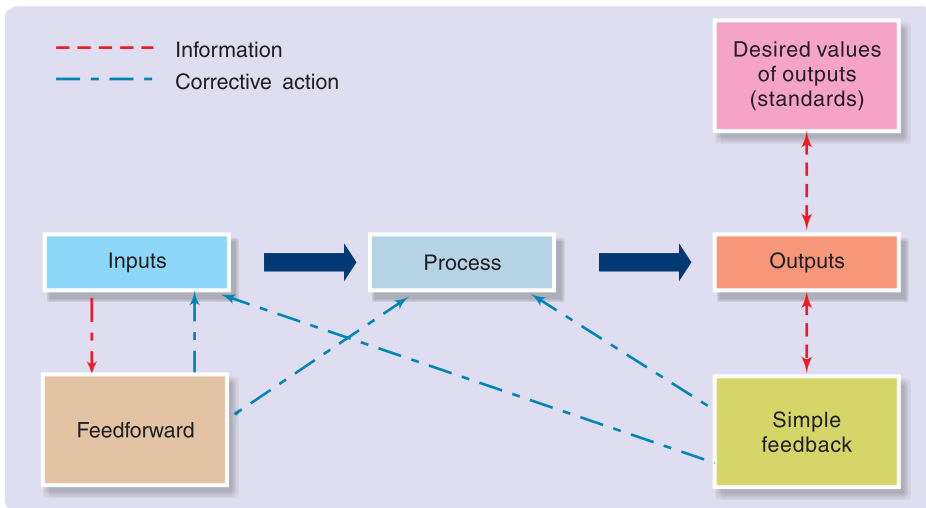 Information
Corrective action
Desired values
of outputs
(standards)
Inputs
Process
Outputs
Feedforward
Simple
feedback